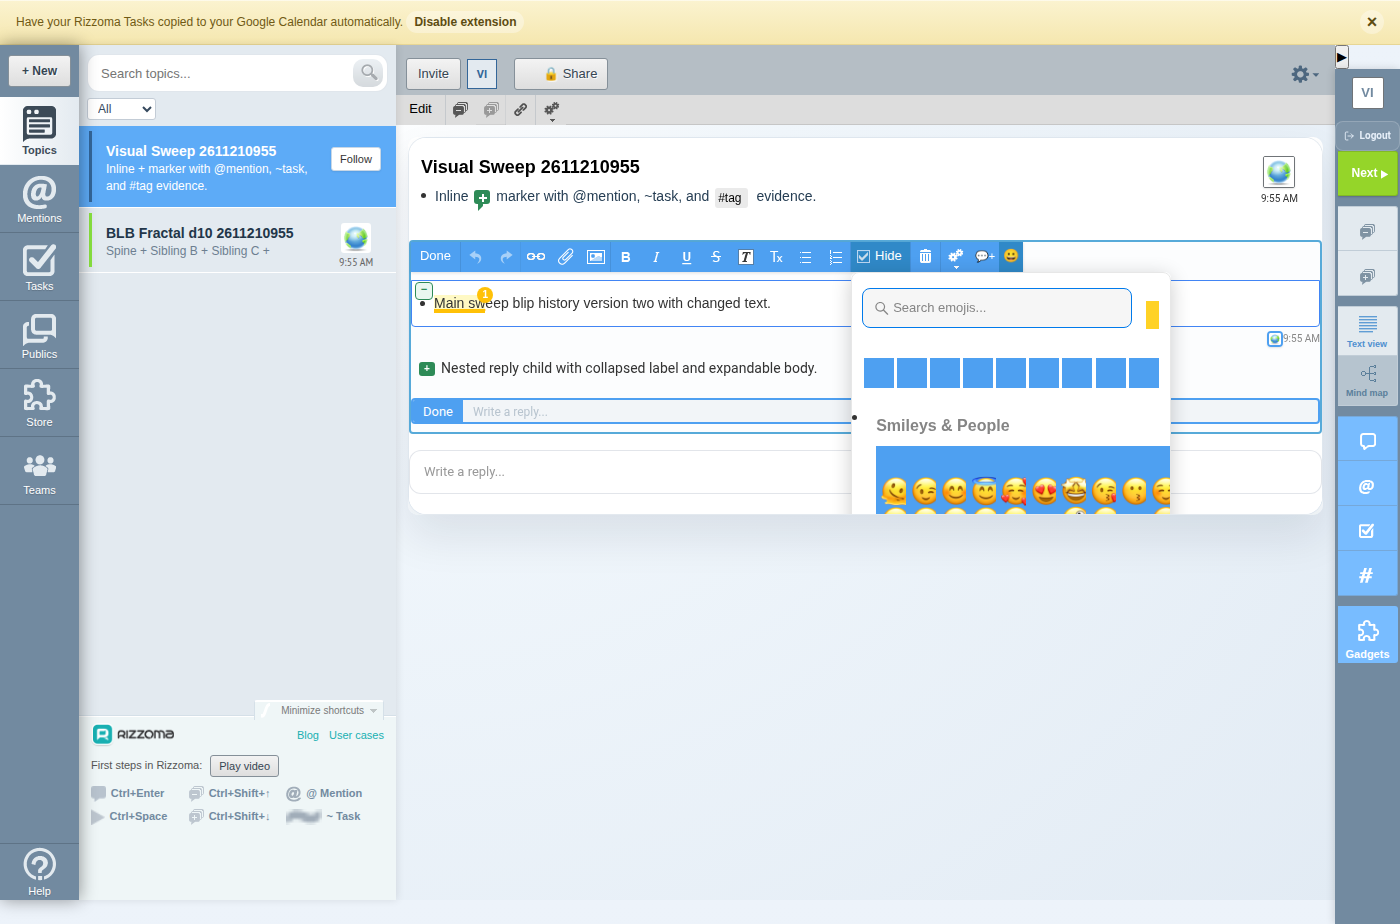 Have your Rizzoma Tasks copied to your Google Calendar automatically. Disable extension ×
+ New
Topics
Mentions
Tasks
Publics
Store
Teams
Help
Search topics...
All
Visual Sweep 2611210955
Inline + marker with @mention, ~task,
and #tag evidence.
Follow
BLB Fractal d10 2611210955
Spine + Sibling B + Sibling C +
9:55 AM
Minimize shortcuts
RIZZOMA
Blog User cases
First steps in Rizzoma: Play video
Ctrl+Enter Ctrl+Shift+↑ @ Mention
Ctrl+Space Ctrl+Shift+↓ ~ Task
Invite VI 🔒 Share
Edit
Visual Sweep 2611210955
• Inline + marker with @mention, ~task, and #tag evidence.
9:55 AM
Done B I U S T Tx Hide
• Main sweep blip history version two with changed text.
1
9:55 AM
+ Nested reply child with collapsed label and expandable body.
Done Write a reply...
Write a reply...
Search emojis...
Smileys & People
VI
Logout
Next ▶
Text view
Mind map
@
#
Gadgets